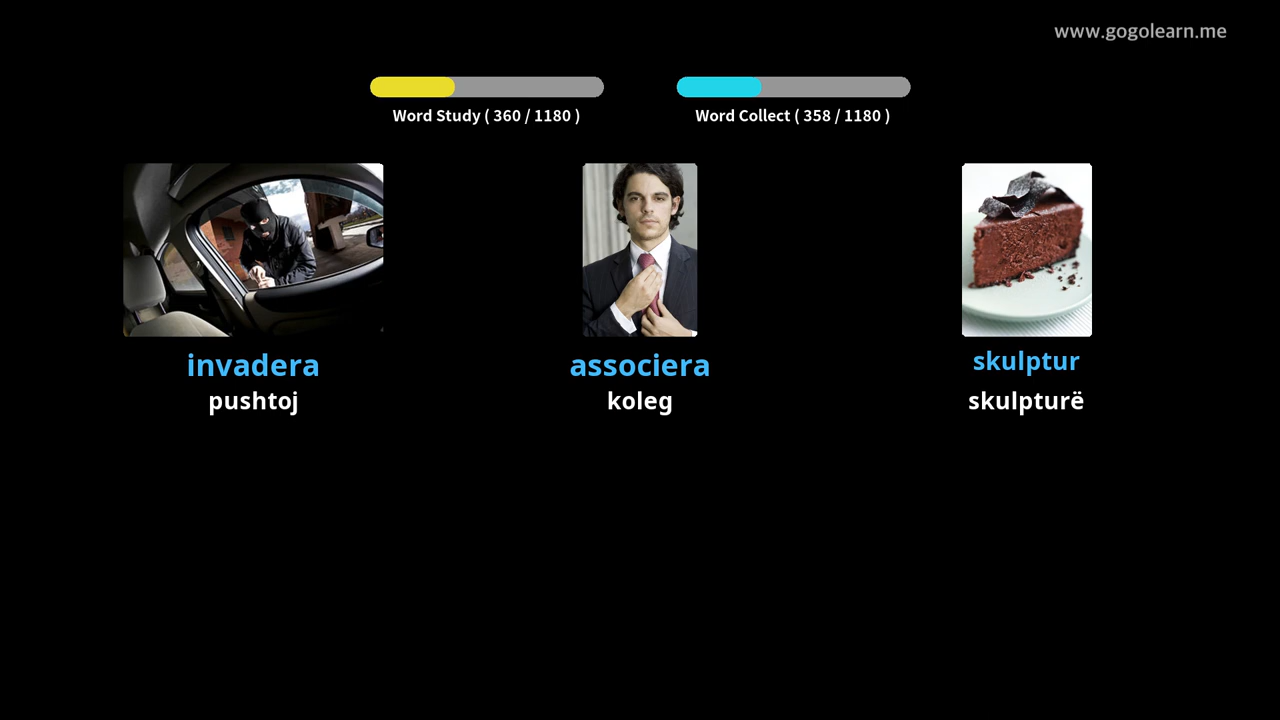 www.gogolearn.me
Word Study ( 360 / 1180 )
Word Collect ( 358 / 1180 )
invadera
pushtoj
associera
koleg
skulptur
skulpturë